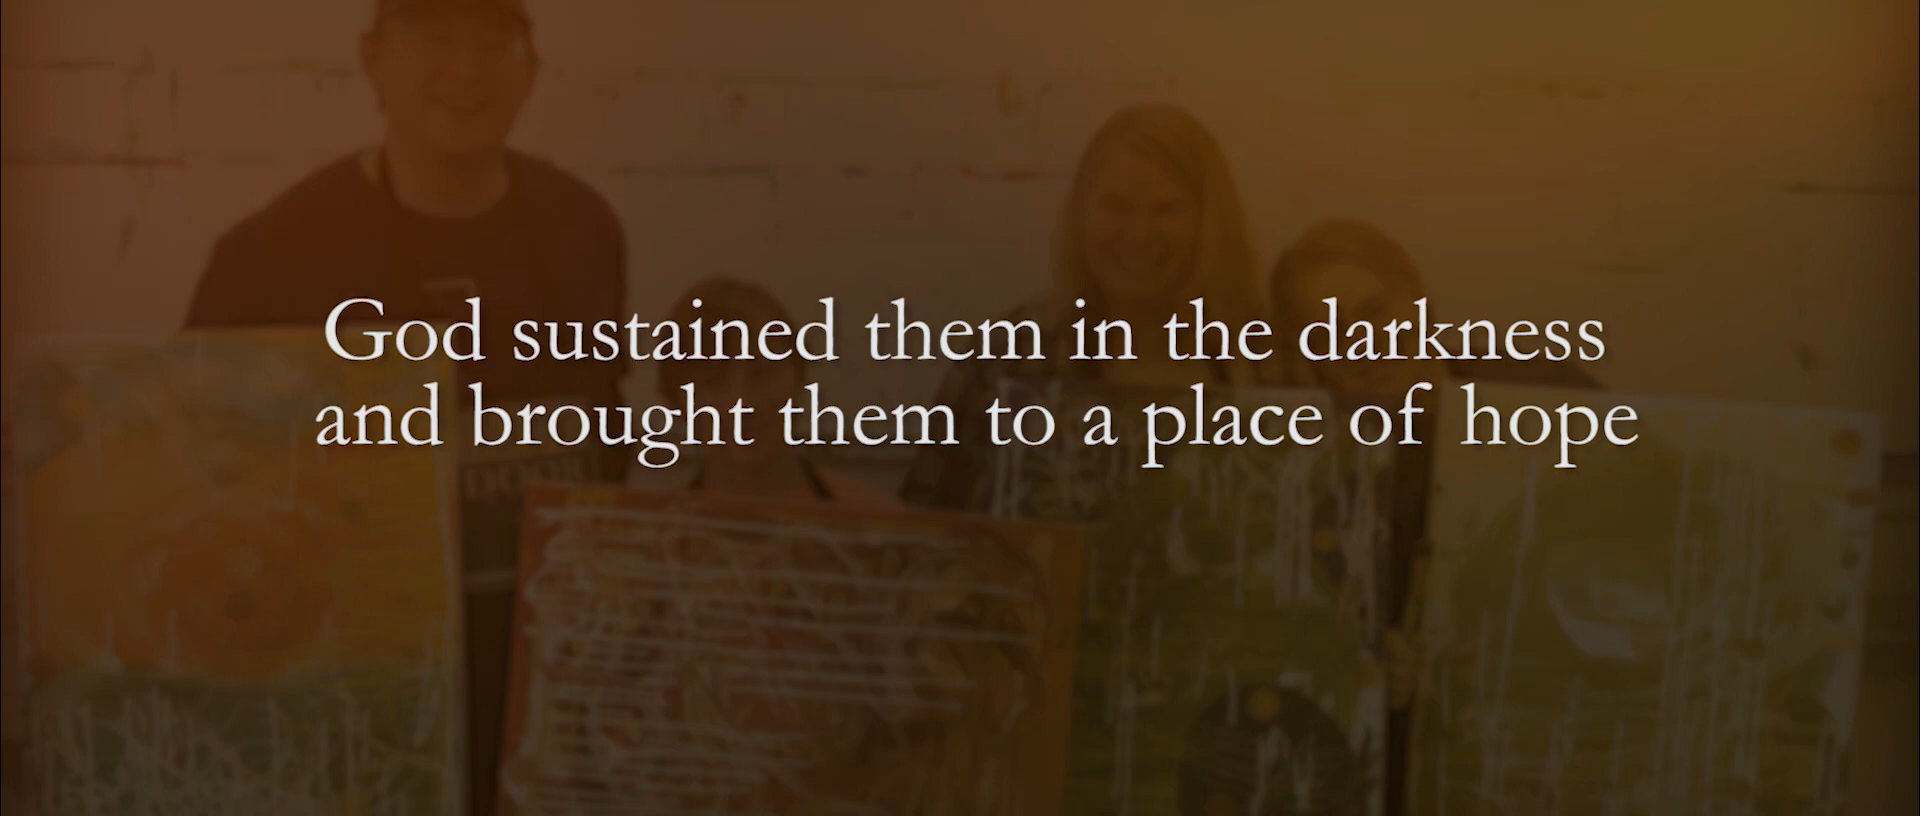 God sustained them in the darkness
and brought them to a place of hope